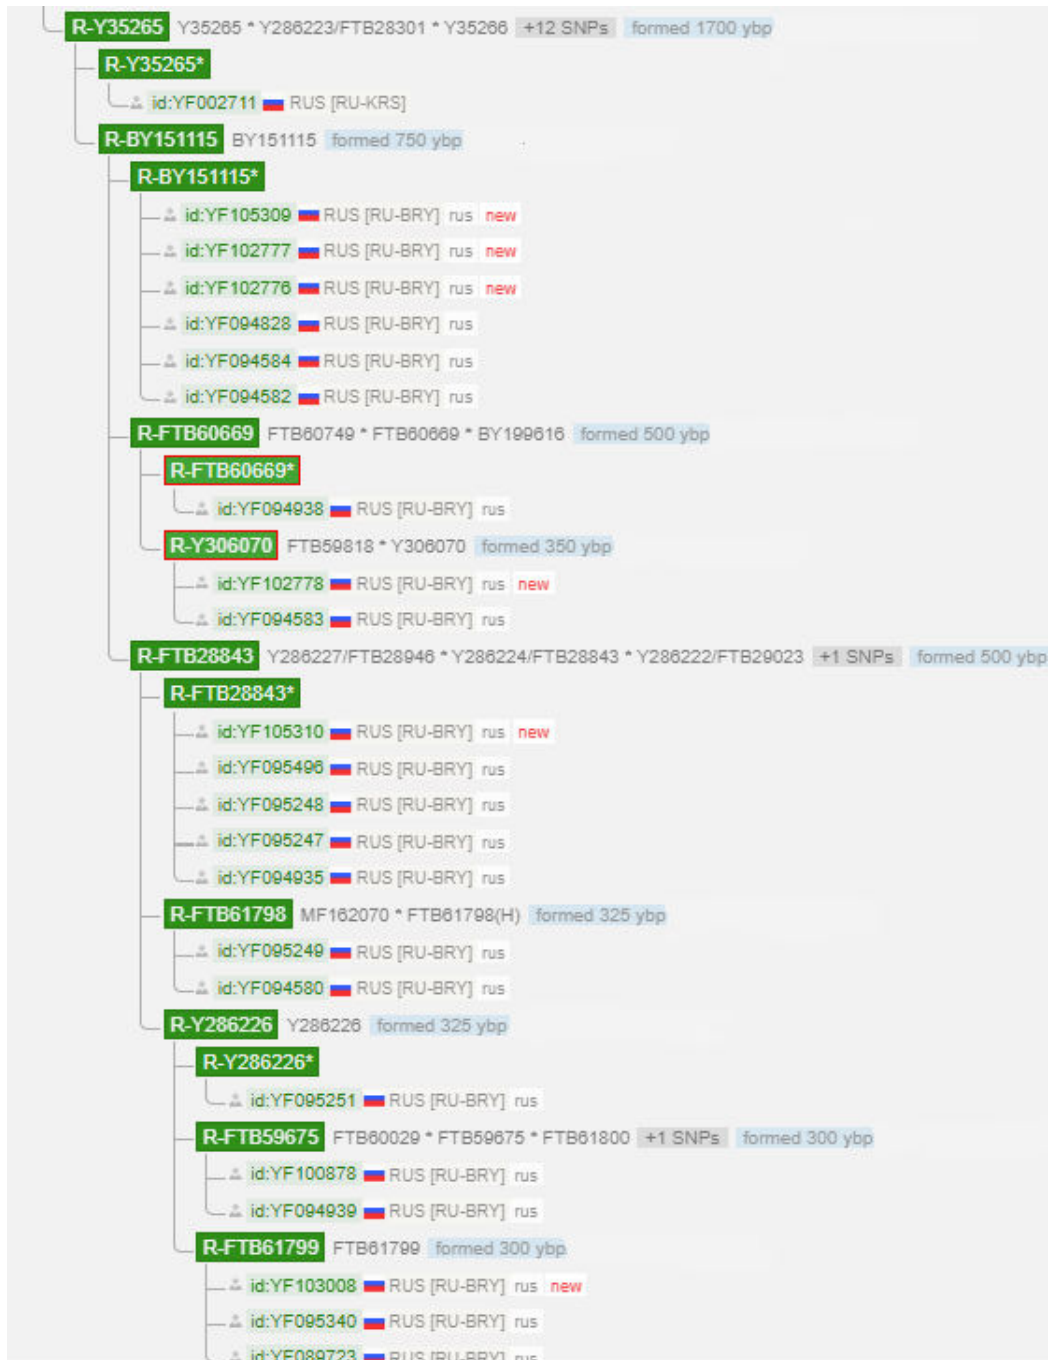 R-Y35265 Y35265 * Y286223/FTB28301 * Y35266 +12 SNPs formed 1700 ybp
R-Y35265*
id:YF002711 RUS [RU-KRS]
R-BY151115 BY151115 formed 750 ybp
R-BY151115*
id:YF105309 RUS [RU-BRY] rus new
id:YF102777 RUS [RU-BRY] rus new
id:YF102776 RUS [RU-BRY] rus new
id:YF094828 RUS [RU-BRY] rus
id:YF094584 RUS [RU-BRY] rus
id:YF094582 RUS [RU-BRY] rus
R-FTB60669 FTB60749 * FTB60669 * BY199616 formed 500 ybp
R-FTB60669*
id:YF094938 RUS [RU-BRY] rus
R-Y306070 FTB59818 * Y306070 formed 350 ybp
id:YF102778 RUS [RU-BRY] rus new
id:YF094583 RUS [RU-BRY] rus
R-FTB28843 Y286227/FTB28946 * Y286224/FTB28843 * Y286222/FTB29023 +1 SNPs formed 500 ybp
R-FTB28843*
id:YF105310 RUS [RU-BRY] rus new
id:YF095496 RUS [RU-BRY] rus
id:YF095248 RUS [RU-BRY] rus
id:YF095247 RUS [RU-BRY] rus
id:YF094935 RUS [RU-BRY] rus
R-FTB61798 MF162070 * FTB61798(H) formed 325 ybp
id:YF095249 RUS [RU-BRY] rus
id:YF094580 RUS [RU-BRY] rus
R-Y286226 Y286226 formed 325 ybp
R-Y286226*
id:YF095251 RUS [RU-BRY] rus
R-FTB59675 FTB60029 * FTB59675 * FTB61800 +1 SNPs formed 300 ybp
id:YF100878 RUS [RU-BRY] rus
id:YF094939 RUS [RU-BRY] rus
R-FTB61799 FTB61799 formed 300 ybp
id:YF103008 RUS [RU-BRY] rus new
id:YF095340 RUS [RU-BRY] rus
id:YF089723 RUS [RU-BRY] rus